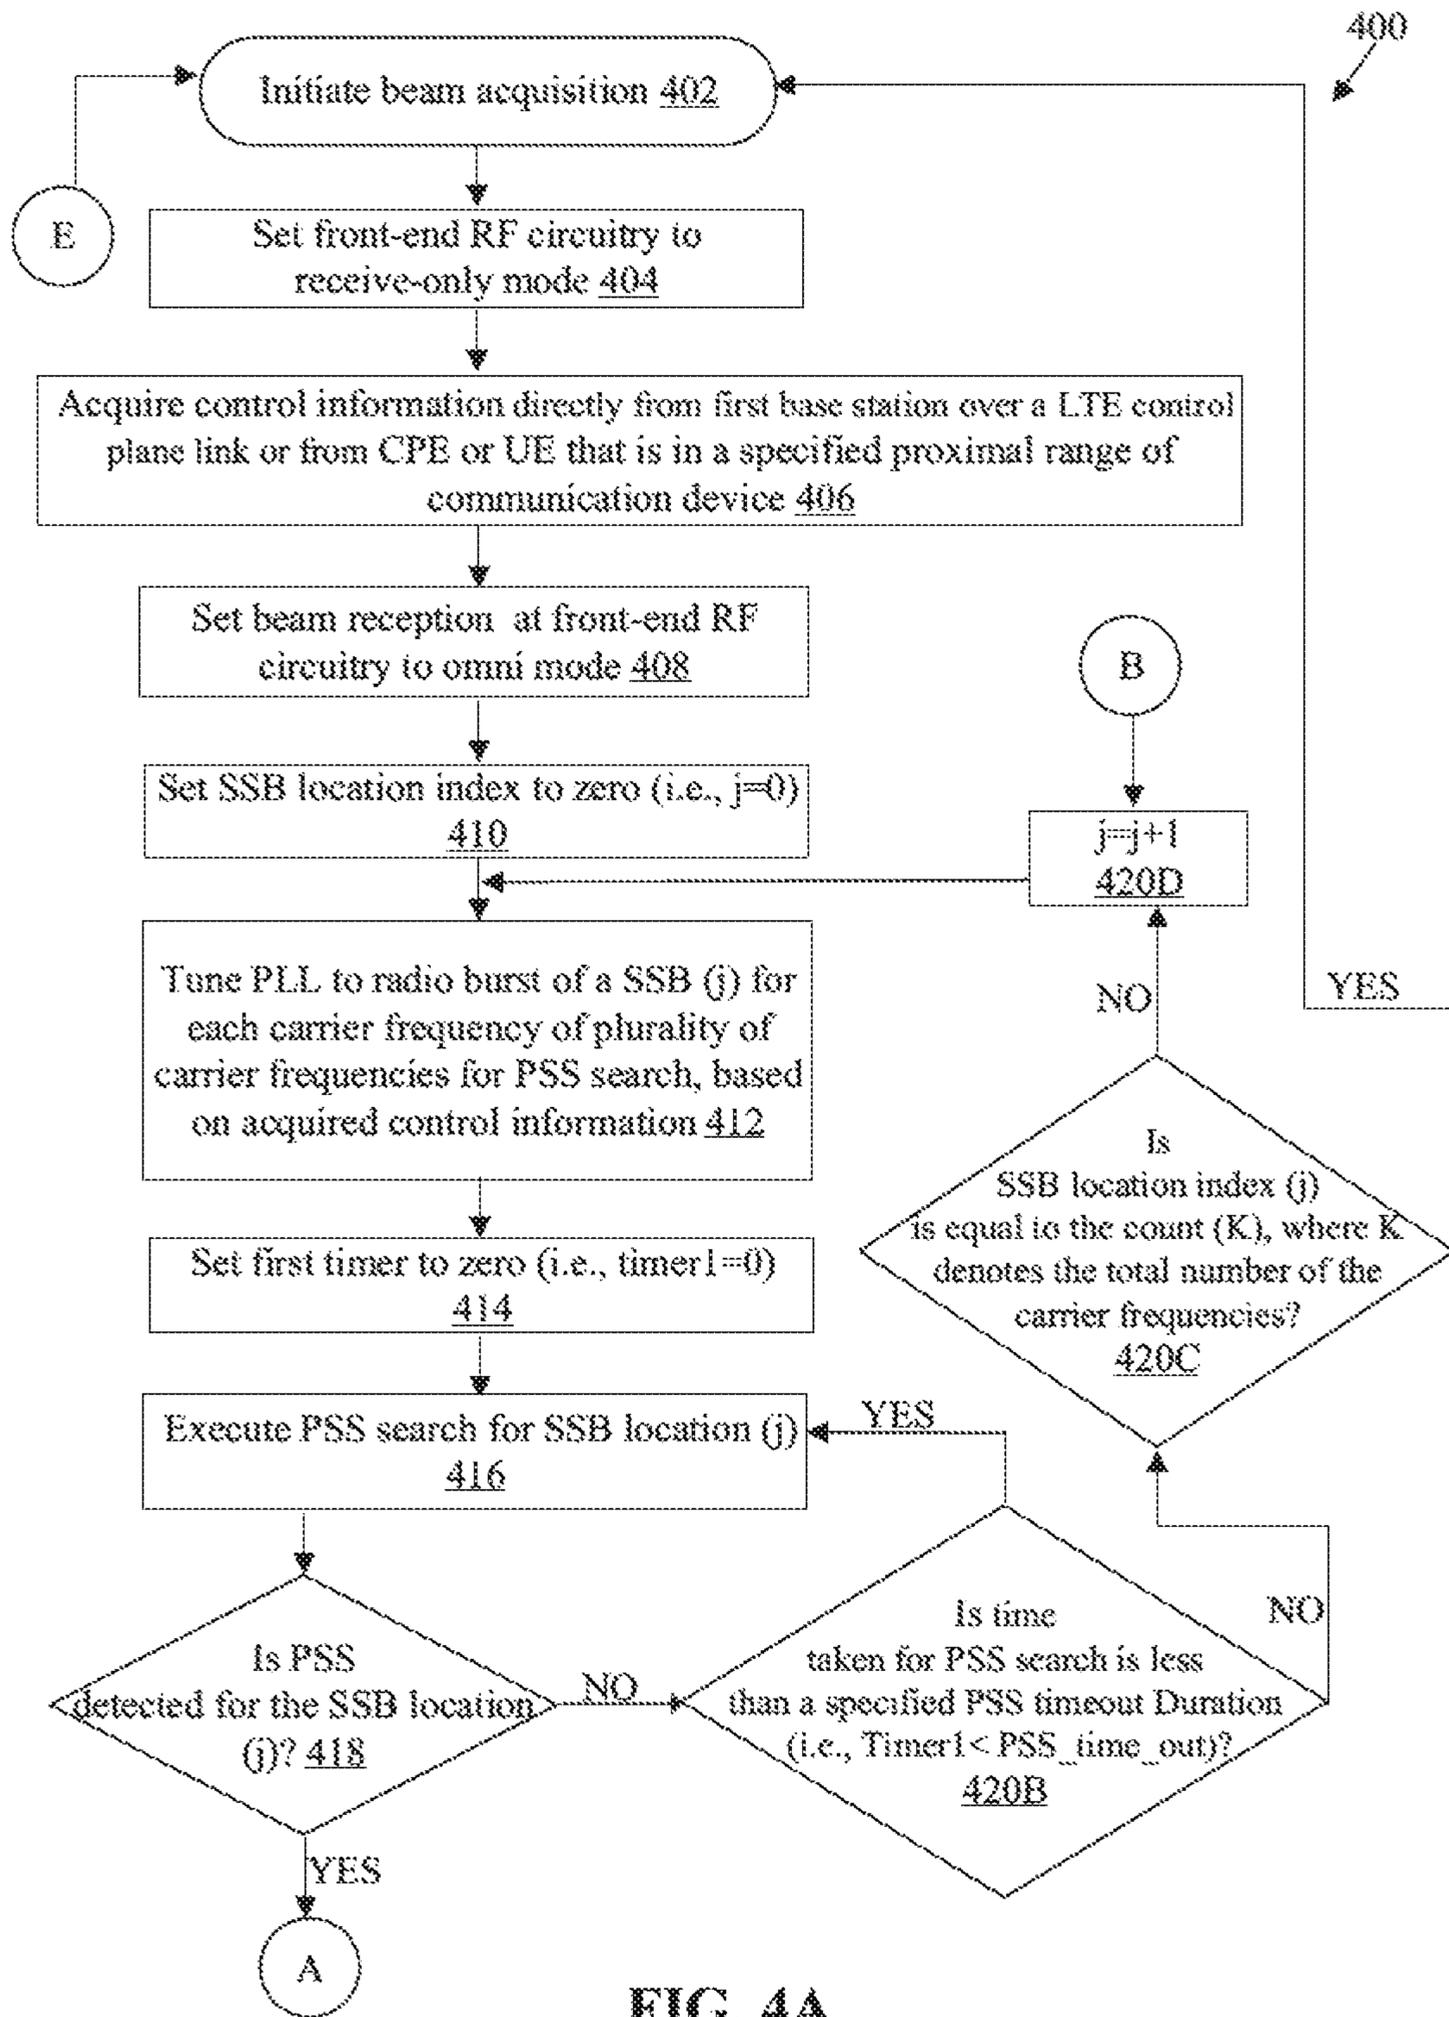 400
Initiate beam acquisition 402
E
Set front-end RF circuitry to
receive-only mode 404
Acquire control information directly from first base station over a LTE control
plane link or from CPE or UE that is in a specified proximal range of
communication device 406
Set beam reception at front-end RF
circuitry to omni mode 408
B
Set SSB location index to zero (i.e., j=0)
410
j=j+1
420D
Tune PLL to radio burst of a SSB (j) for
each carrier frequency of plurality of
carrier frequencies for PSS search, based
on acquired control information 412
NO
YES
Is
SSB location index (j)
is equal to the count (K), where K
denotes the total number of the
carrier frequencies?
420C
Set first timer to zero (i.e., timer1=0)
414
Execute PSS search for SSB location (j)
416
YES
Is PSS
detected for the SSB location
(j)? 418
NO
Is time
taken for PSS search is less
than a specified PSS timeout Duration
(i.e., Timer1< PSS_time_out)?
420B
NO
YES
A
FIG. 4A